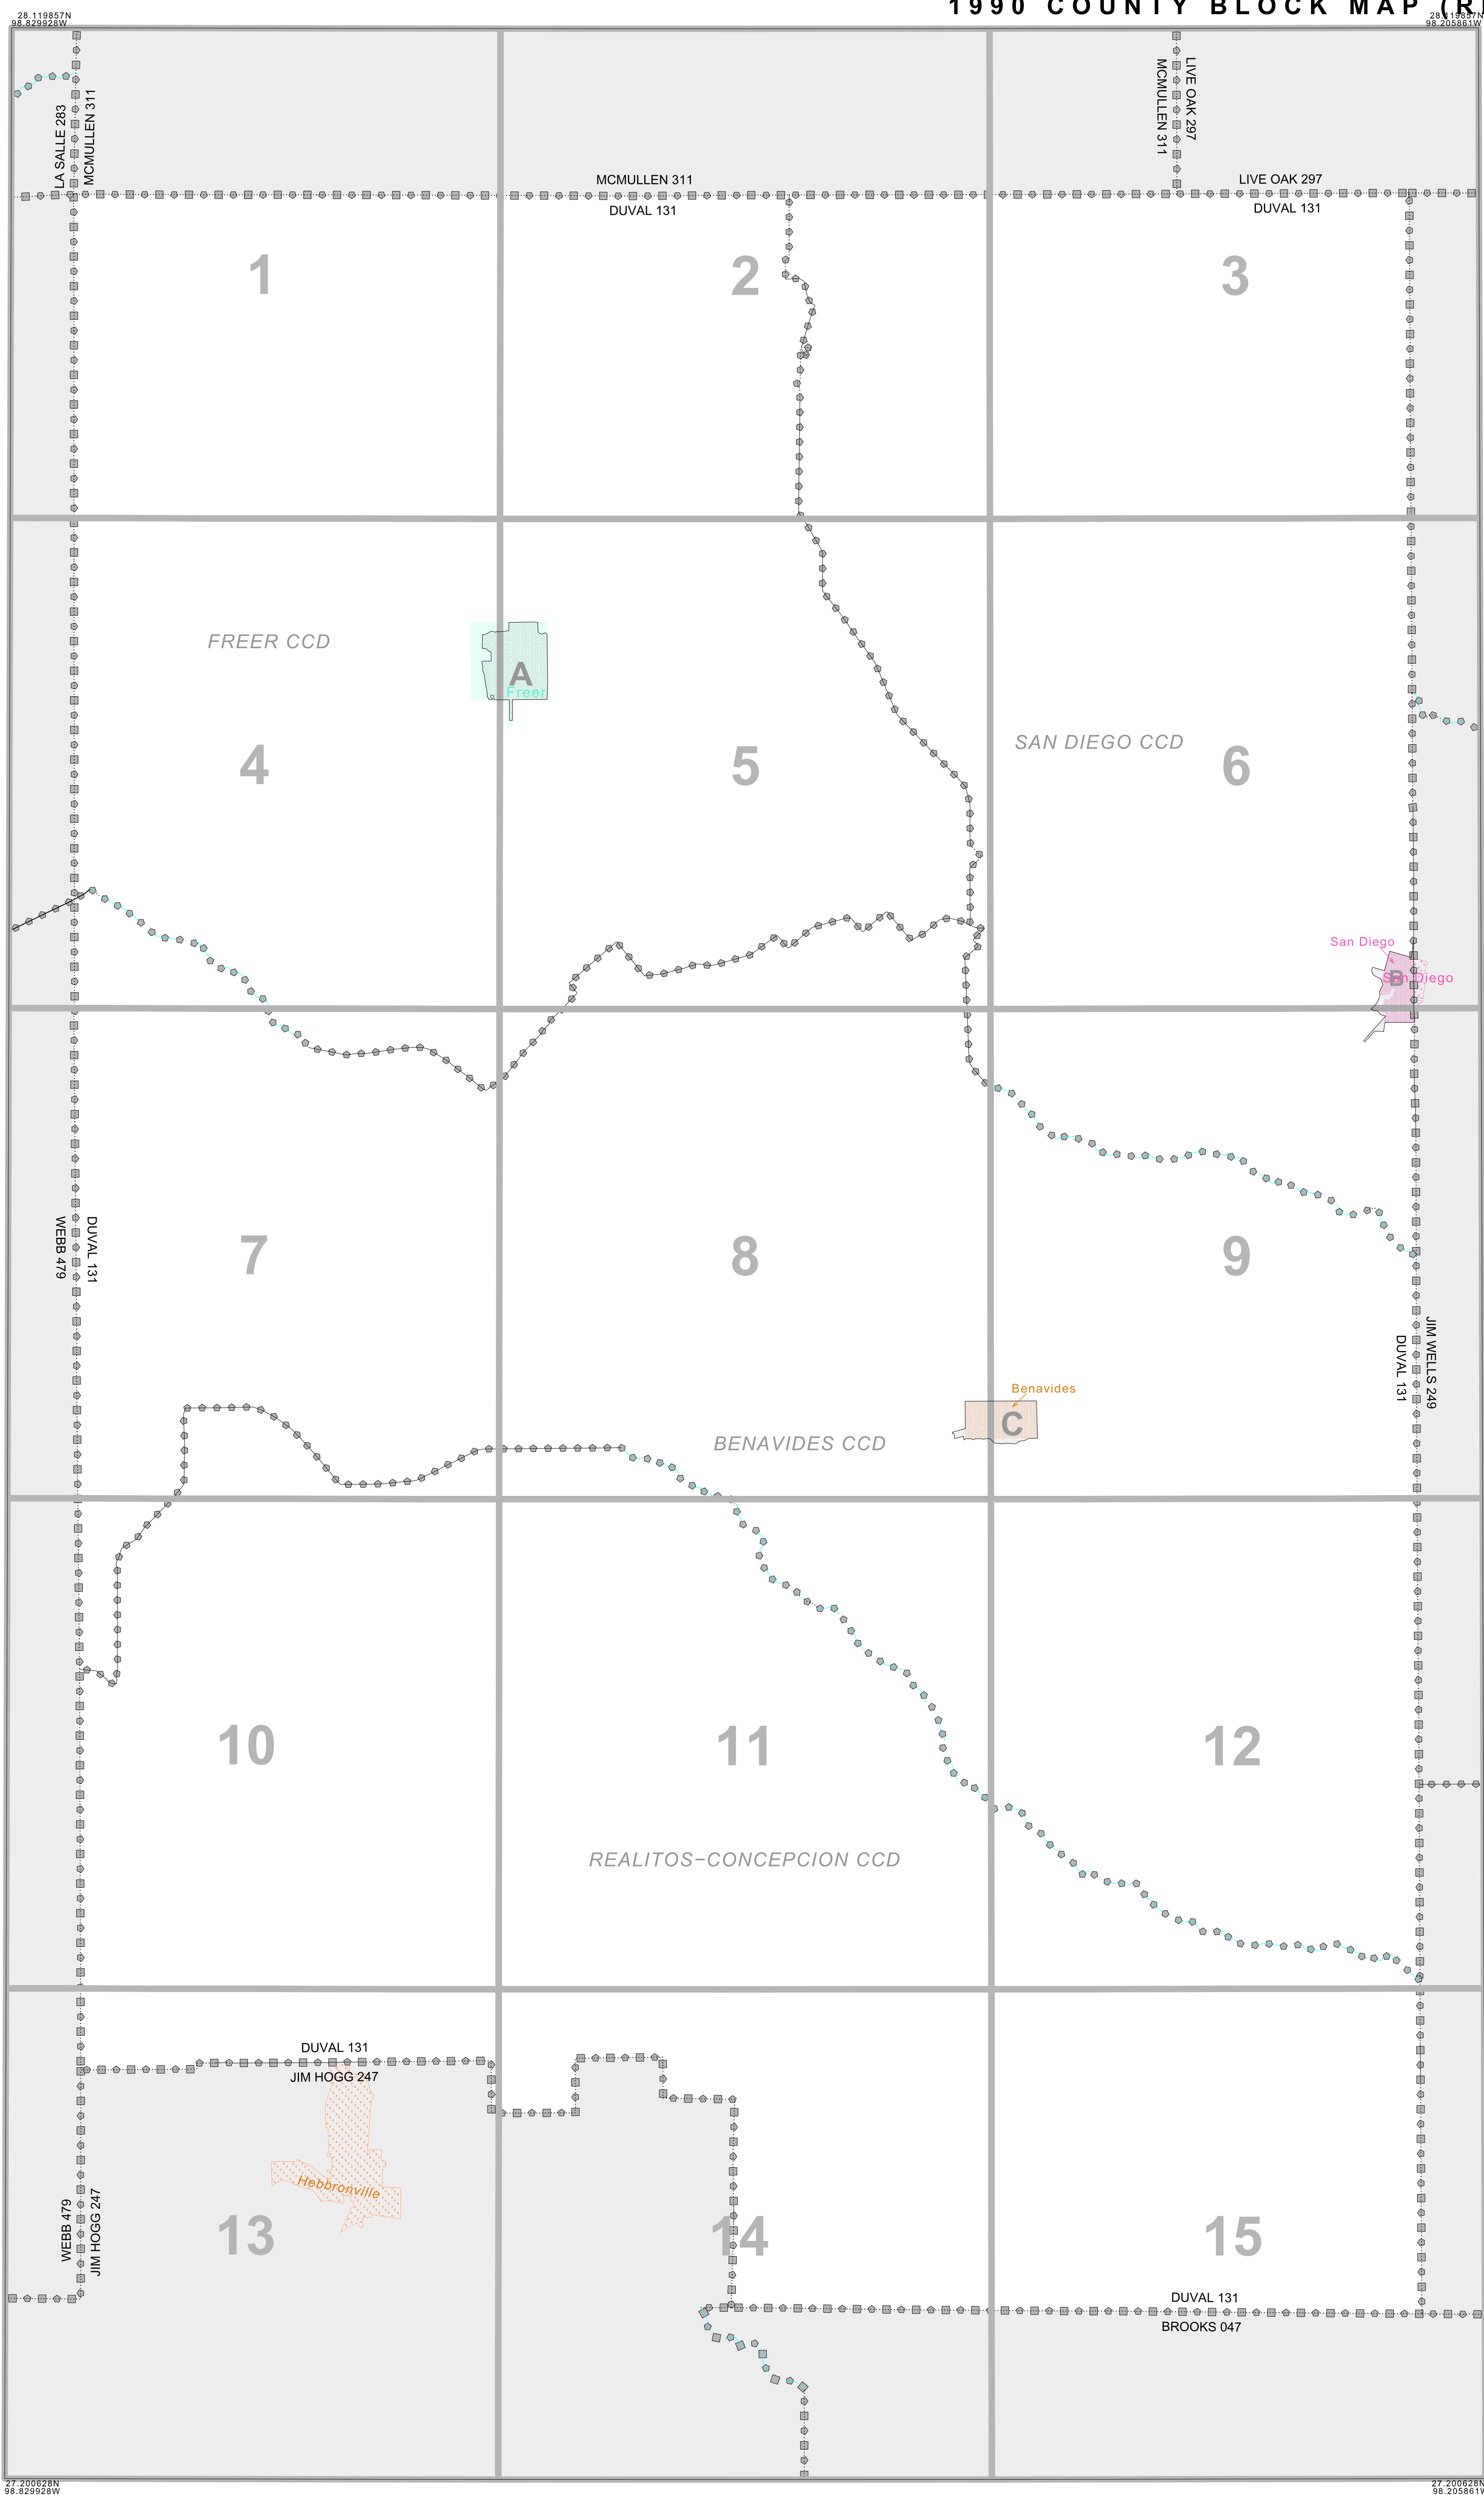 1990 COUNTY BLOCK MAP
28.119857N
98.829928W
98.205861W
LA SALLE 283
MCMULLEN 311
MCMULLEN 311
LIVE OAK 297
MCMULLEN 311
DUVAL 131
LIVE OAK 297
DUVAL 131
1
2
3
FREER CCD
A
Freer
SAN DIEGO CCD
4
5
6
San Diego
B
San Diego
WEBB 479
DUVAL 131
7
8
9
DUVAL 131
JIM WELLS 249
Benavides
C
BENAVIDES CCD
10
11
12
REALITOS-CONCEPCION CCD
DUVAL 131
JIM HOGG 247
Hebbronville
WEBB 479
JIM HOGG 247
13
14
15
DUVAL 131
BROOKS 047
27.200628N
98.829928W
27.200628N
98.205861W